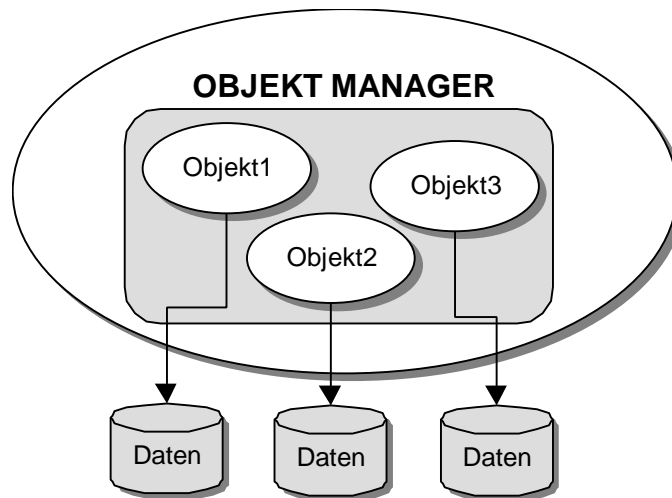 OBJEKT MANAGER
Objekt1
Objekt3
Objekt2
Daten
Daten
Daten